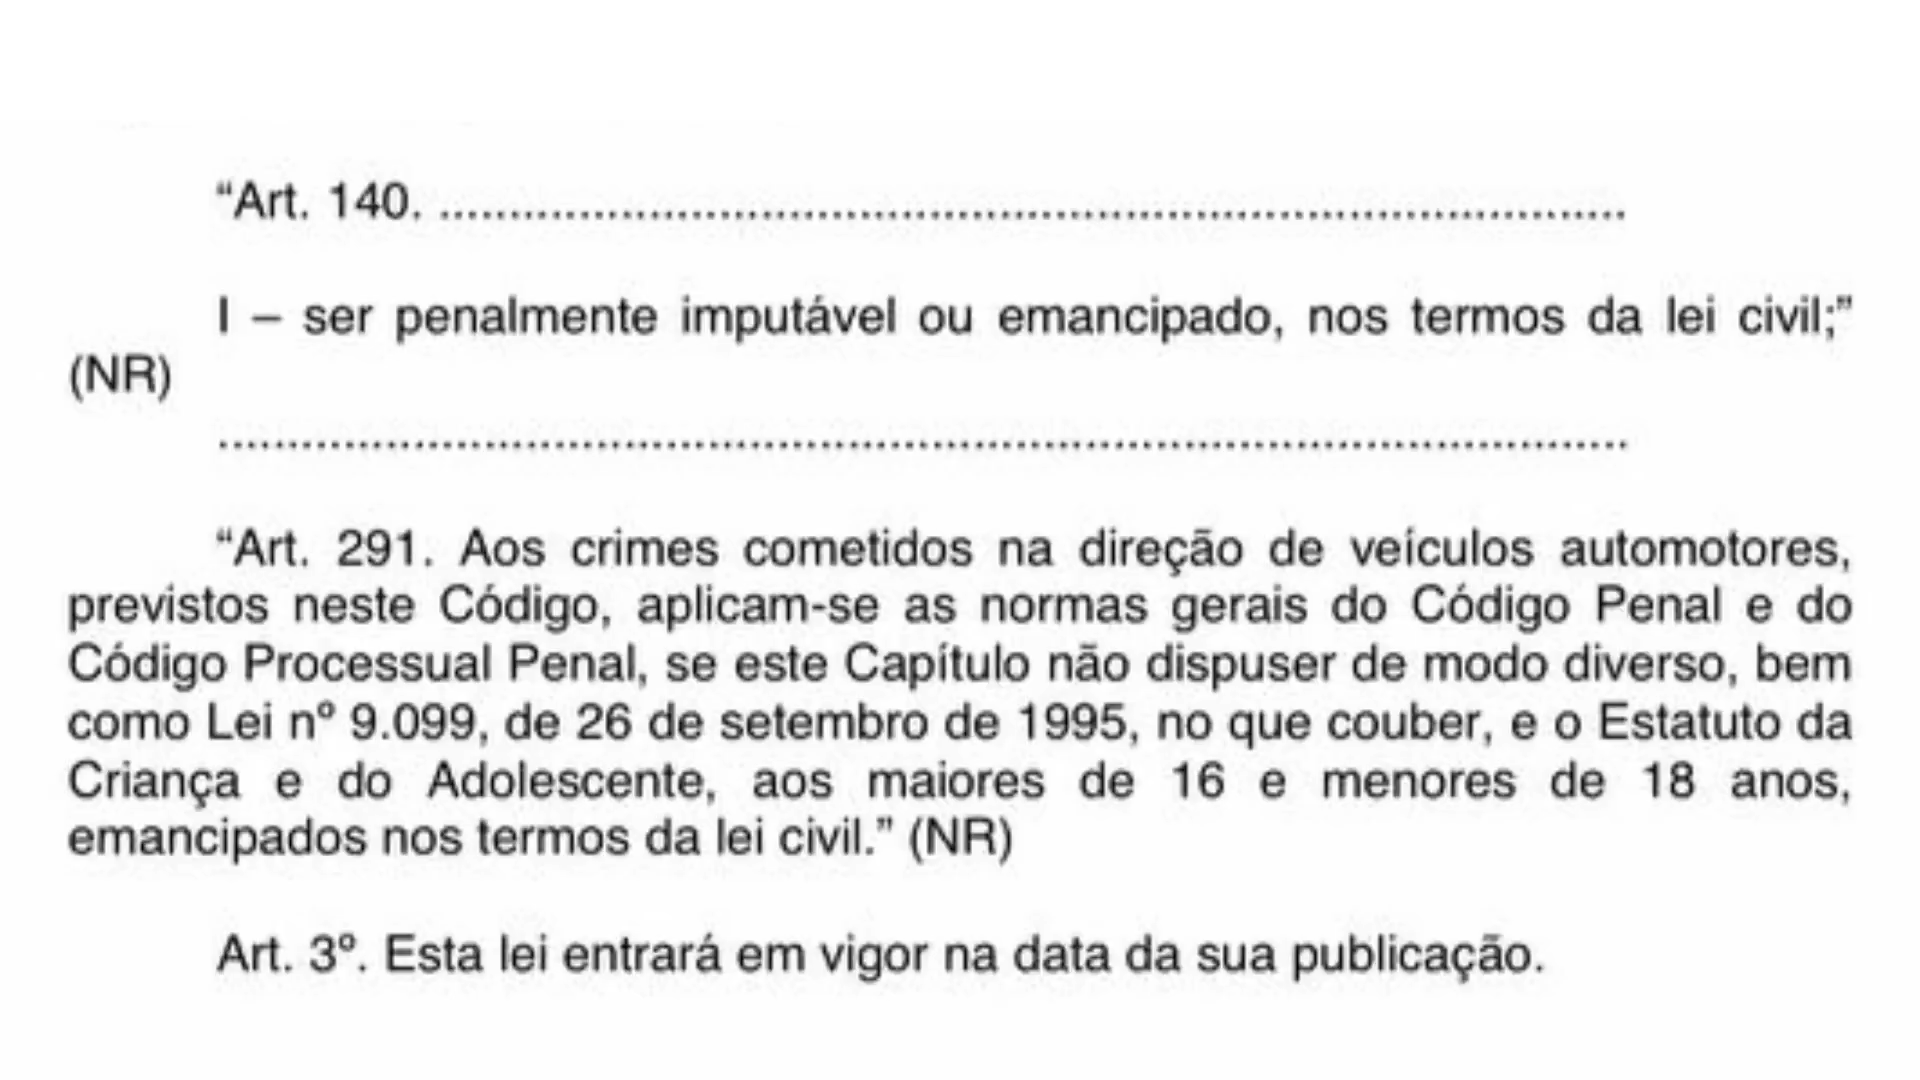 “Art. 140. ....................................................................................
I – ser penalmente imputável ou emancipado, nos termos da lei civil;”
(NR)
....................................................................................................
“Art. 291. Aos crimes cometidos na direção de veículos automotores,
previstos neste Código, aplicam-se as normas gerais do Código Penal e do
Código Processual Penal, se este Capítulo não dispuser de modo diverso, bem
como Lei nº 9.099, de 26 de setembro de 1995, no que couber, e o Estatuto da
Criança e do Adolescente, aos maiores de 16 e menores de 18 anos,
emancipados nos termos da lei civil.” (NR)
Art. 3º. Esta lei entrará em vigor na data da sua publicação.